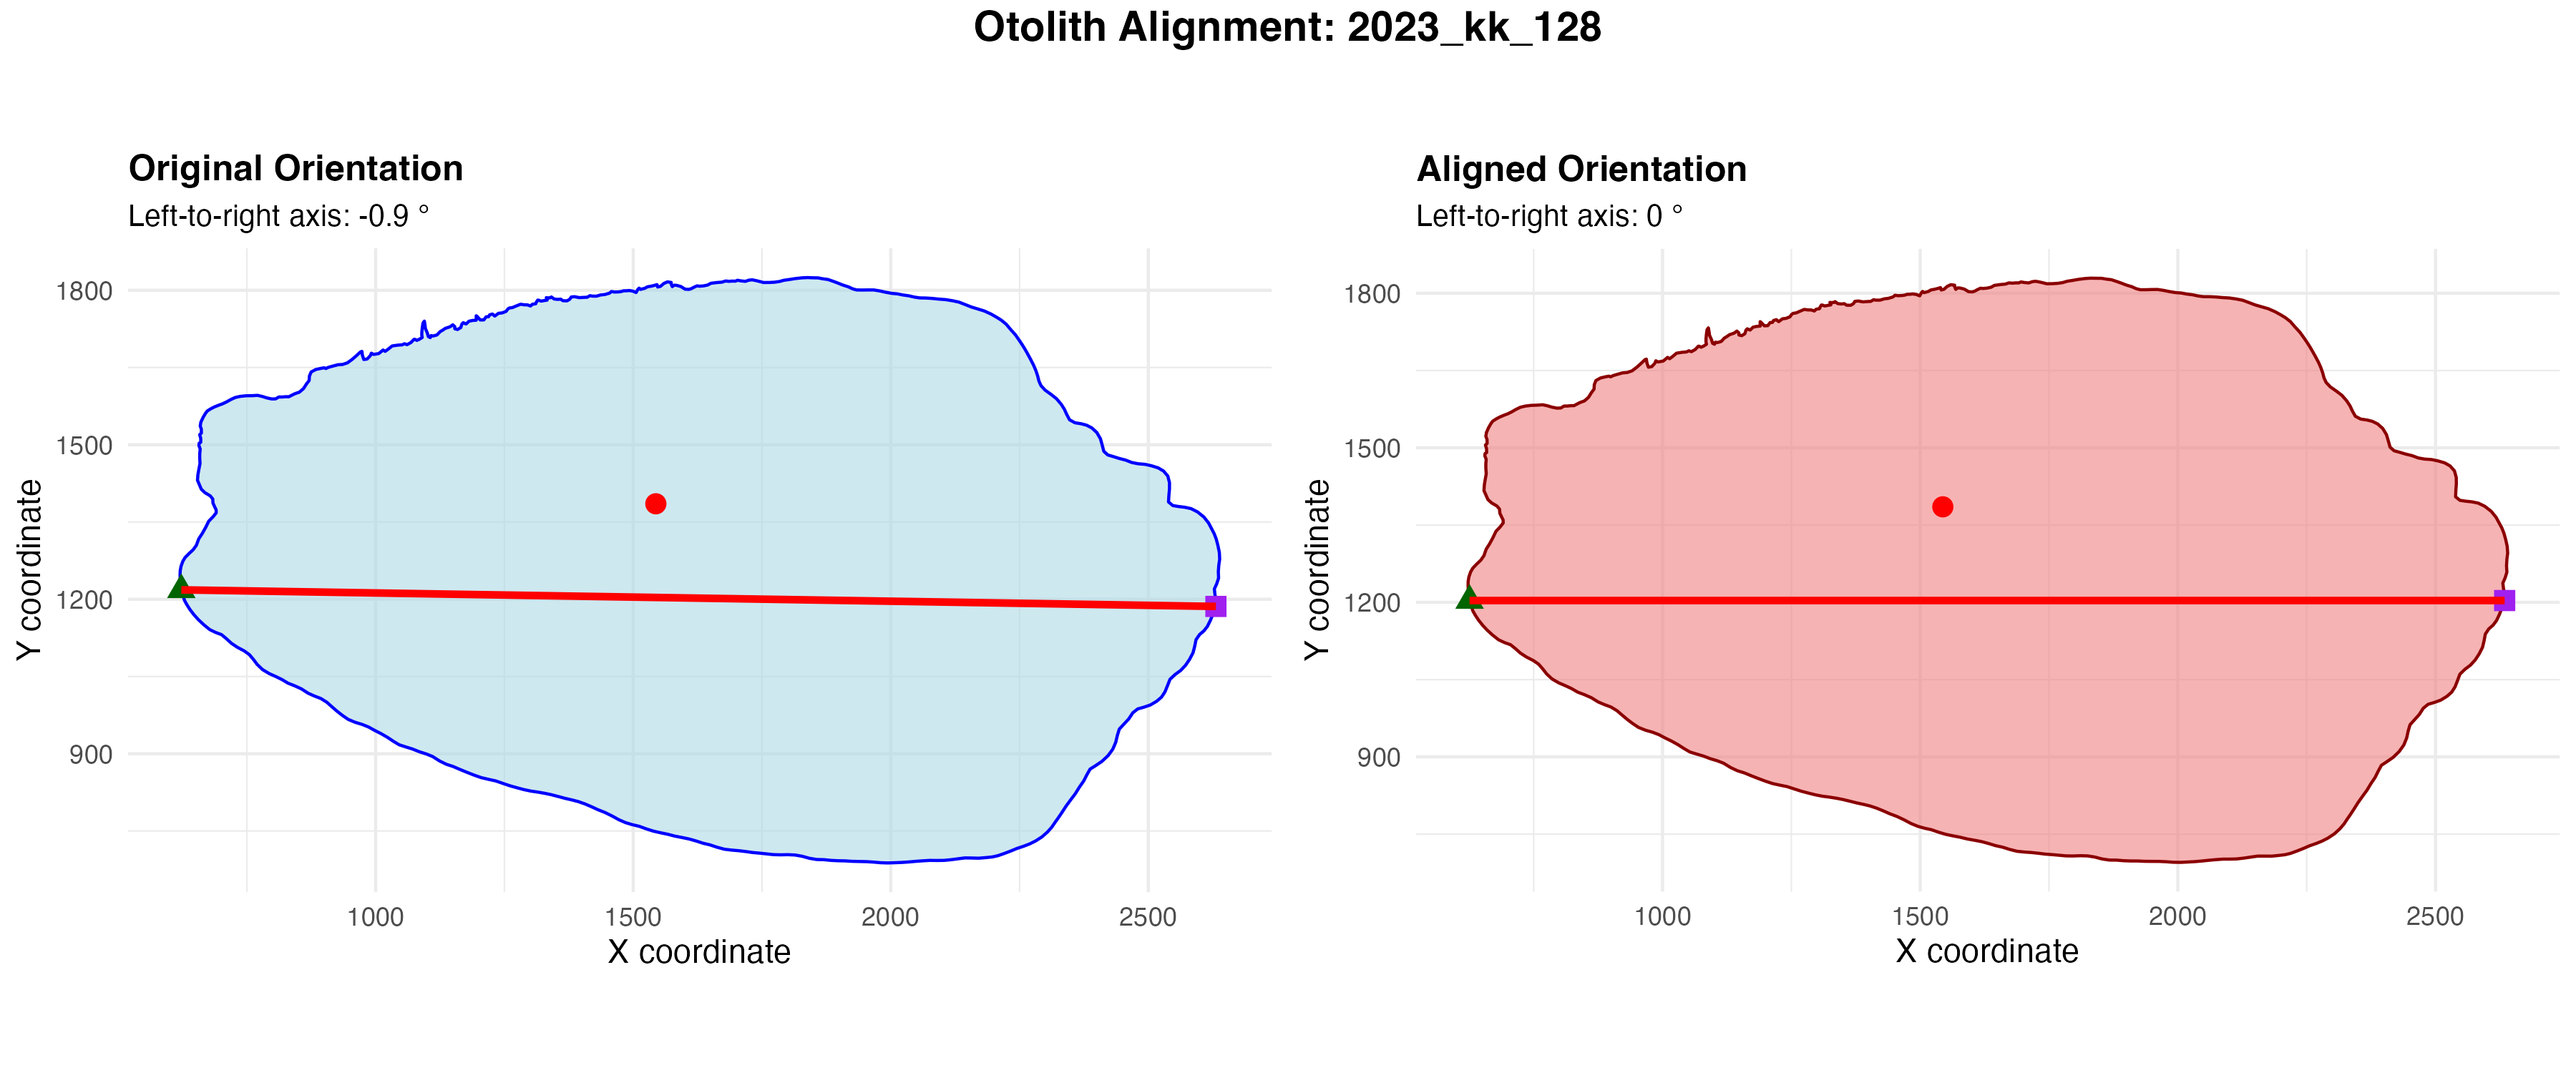 Otolith Alignment: 2023_kk_128
Original Orientation
Left-to-right axis: -0.9 °
1800
1500
1200
900
Y coordinate
1000 1500 2000 2500
X coordinate
Aligned Orientation
Left-to-right axis: 0 °
1800
1500
1200
900
Y coordinate
1000 1500 2000 2500
X coordinate